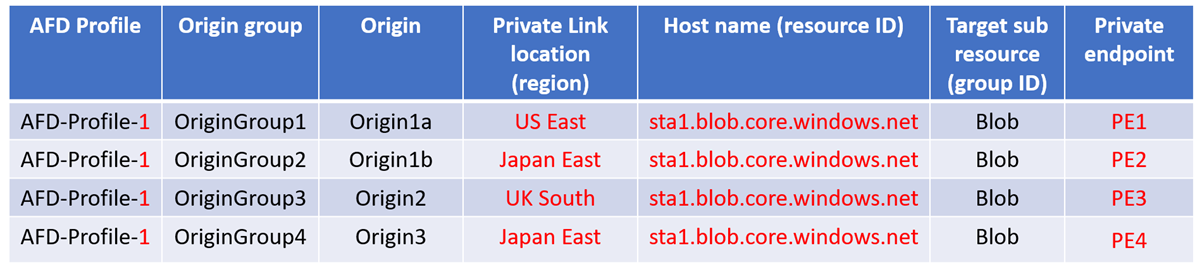 AFD Profile Origin group Origin Private Link location (region) Host name (resource ID) Target sub resource (group ID) Private endpoint
AFD-Profile-1 OriginGroup1 Origin1a US East sta1.blob.core.windows.net Blob PE1
AFD-Profile-1 OriginGroup2 Origin1b Japan East sta1.blob.core.windows.net Blob PE2
AFD-Profile-1 OriginGroup3 Origin2 UK South sta1.blob.core.windows.net Blob PE3
AFD-Profile-1 OriginGroup4 Origin3 Japan East sta1.blob.core.windows.net Blob PE4